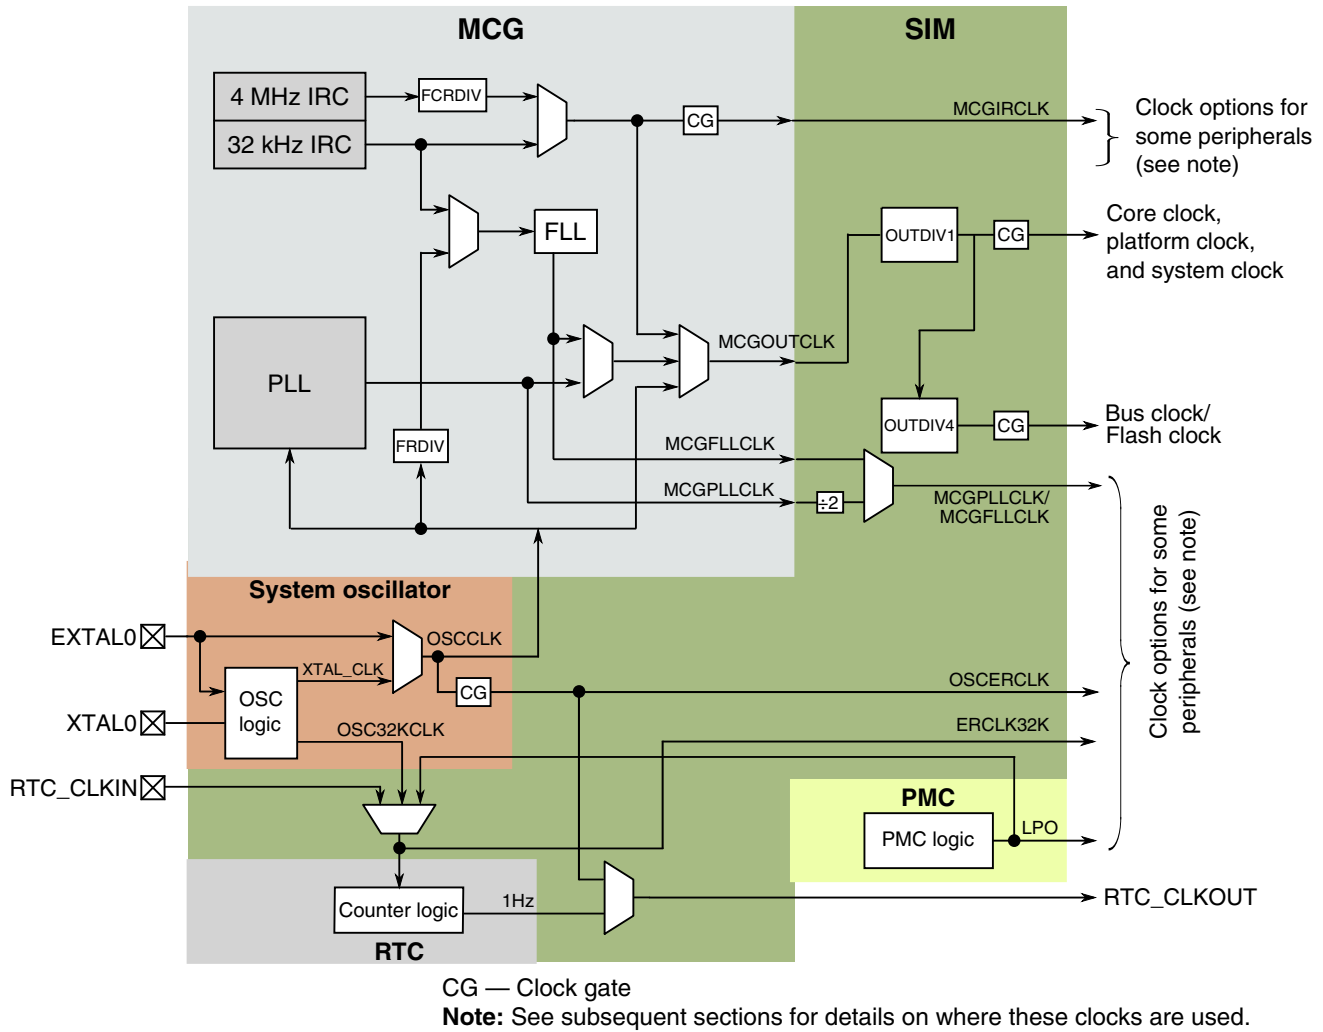 MCG
SIM
4 MHz IRC
FCRDIV
32 kHz IRC
CG
MCGIRCLK
Clock options for
some peripherals
(see note)
FLL
OUTDIV1
CG
Core clock,
platform clock,
and system clock
PLL
MCGOUTCLK
FRDIV
OUTDIV4
CG
Bus clock/
Flash clock
MCGFLLCLK
MCGPLLCLK
÷2
MCGPLLCLK/
MCGFLLCLK
Clock options for some
peripherals (see note)
System oscillator
EXTAL0
OSCCLK
XTAL_CLK
OSC
logic
CG
OSCERCLK
XTAL0
OSC32KCLK
ERCLK32K
RTC_CLKIN
PMC
PMC logic
LPO
Counter logic
1Hz
RTC_CLKOUT
RTC
CG — Clock gate
Note: See subsequent sections for details on where these clocks are used.